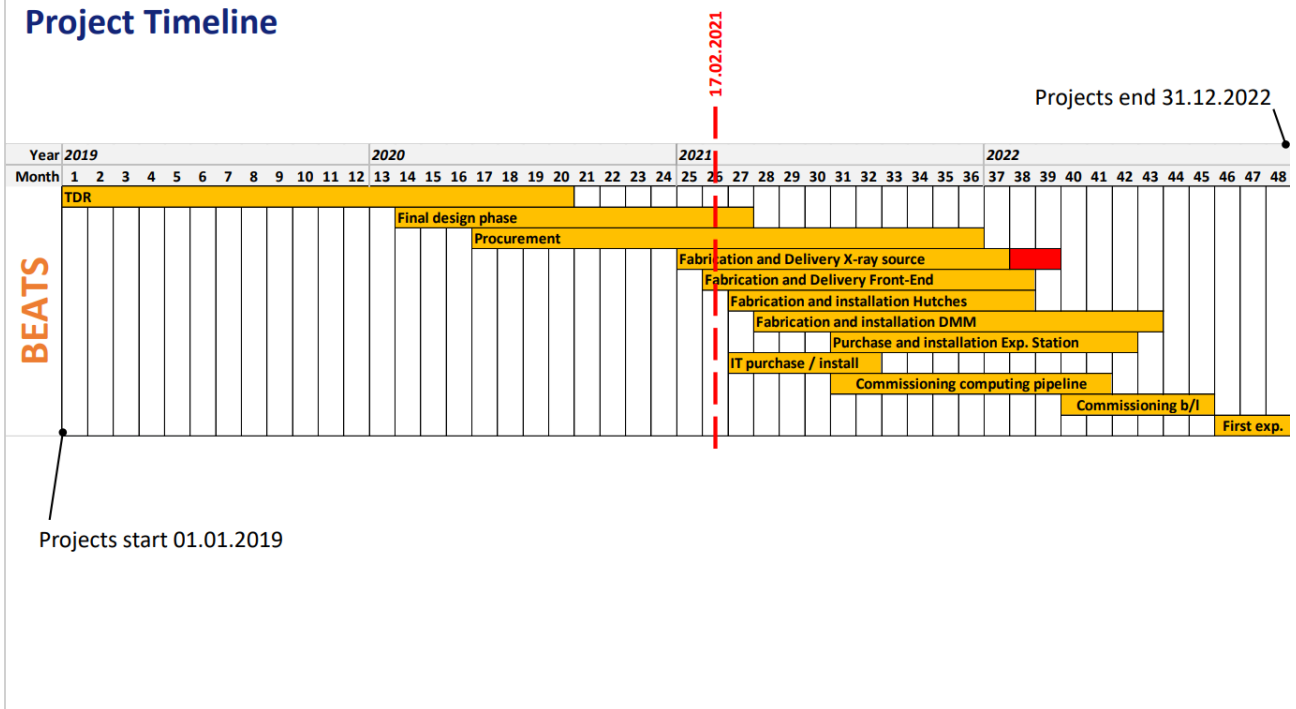 Project Timeline
17.02.2021
Projects end 31.12.2022
Year 2019 2020 2021 2022
Month 1 2 3 4 5 6 7 8 9 10 11 12 13 14 15 16 17 18 19 20 21 22 23 24 25 26 27 28 29 30 31 32 33 34 35 36 37 38 39 40 41 42 43 44 45 46 47 48
BEATS
TDR
Final design phase
Procurement
Fabrication and Delivery X-ray source
Fabrication and Delivery Front-End
Fabrication and installation Hutches
Fabrication and installation DMM
Purchase and installation Exp. Station
IT purchase / install
Commissioning computing pipeline
Commissioning b/l
First exp.
Projects start 01.01.2019